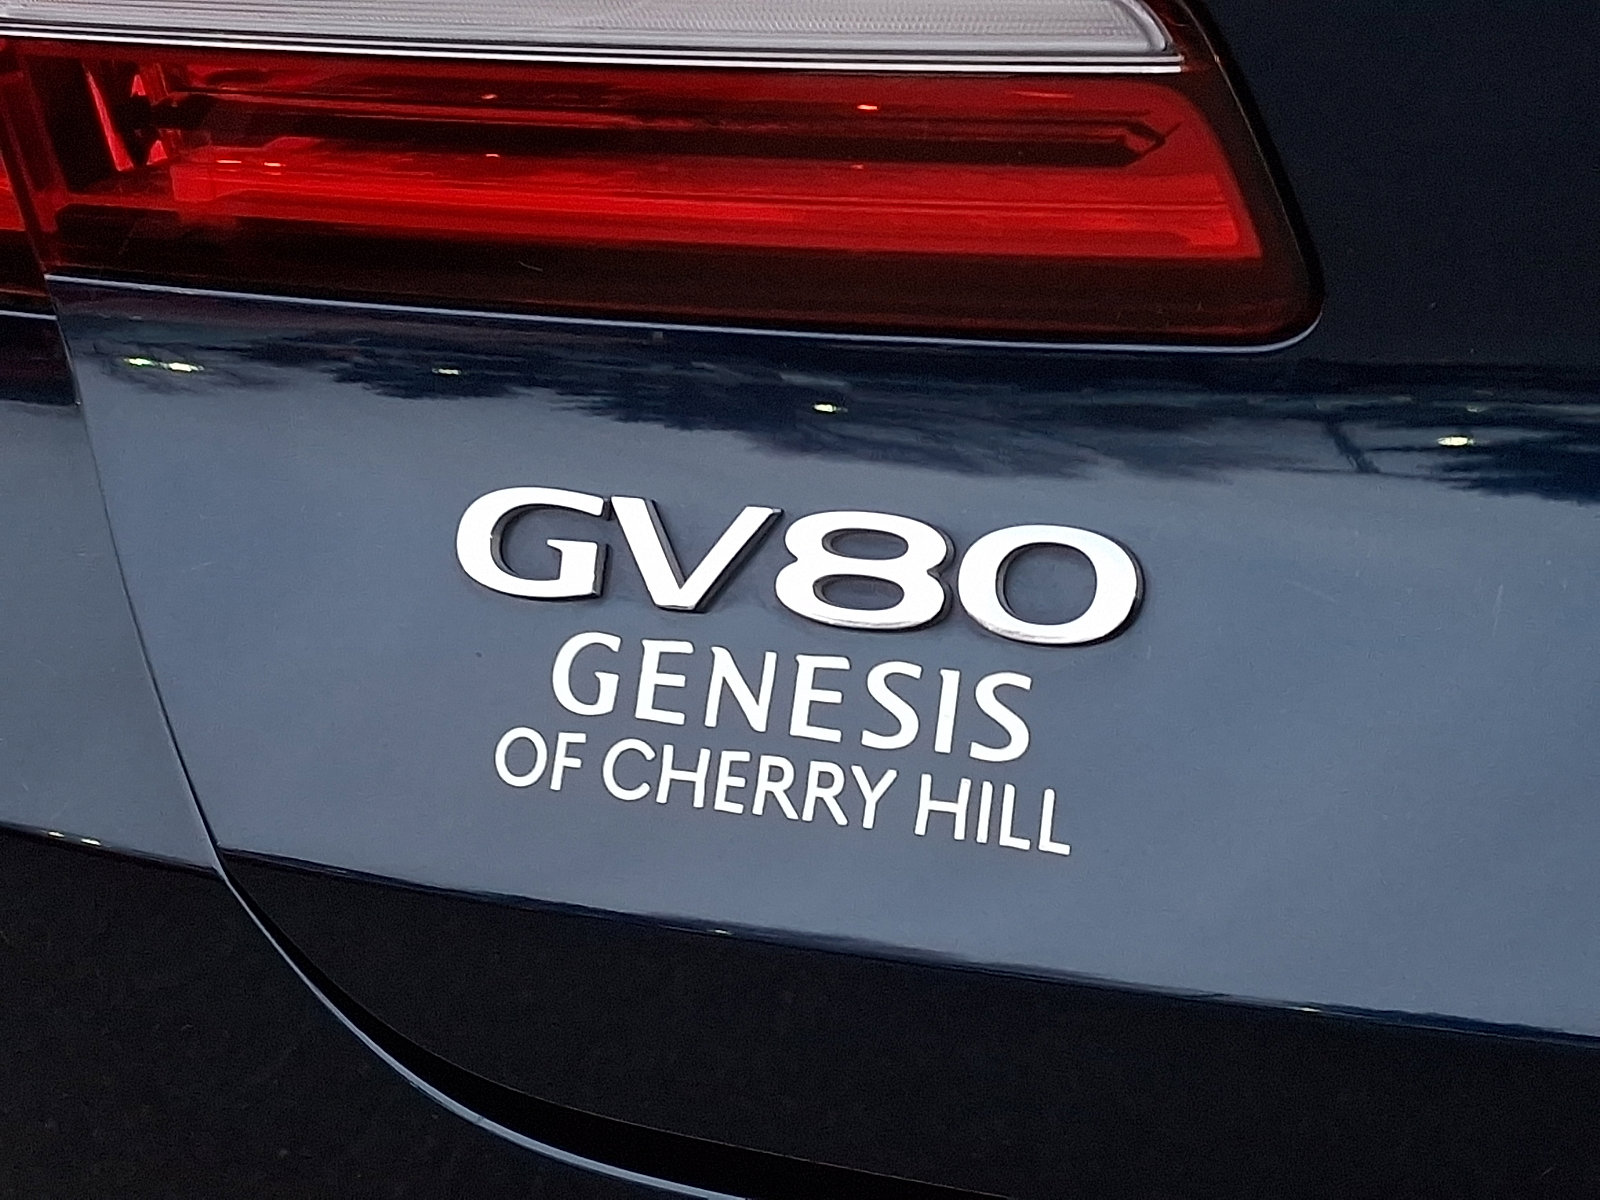 GV80
GENESIS
OF CHERRY HILL